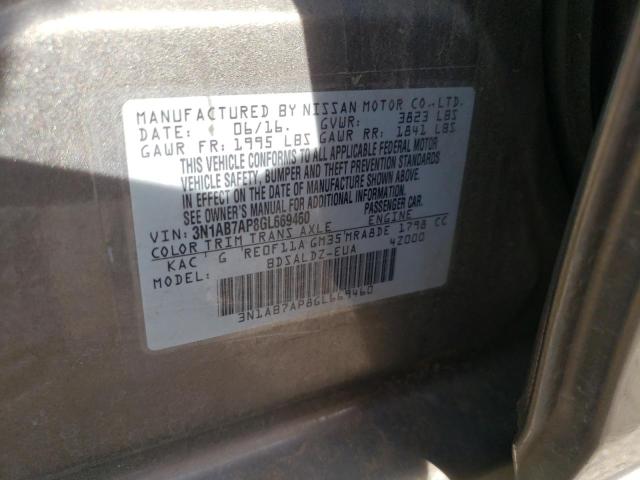 MANUFACTURED BY NISSAN MOTOR CO.,LTD.
DATE: 06/16. GVWR: 3823 LBS
GAWR FR: 1995 LBS GAWR RR: 1841 LBS
THIS VEHICLE CONFORMS TO ALL APPLICABLE FEDERAL MOTOR
VEHICLE SAFETY, BUMPER AND THEFT PREVENTION STANDARDS
IN EFFECT ON THE DATE OF MANUFACTURE SHOWN ABOVE.
SEE OWNER'S MANUAL FOR GENERAL INFORMATION.
VIN: 3N1AB7AP8GL669460 PASSENGER CAR.
COLOR TRIM TRANS AXLE ENGINE
KAC G RE0F11A GM35 MRA8DE 1798 CC
MODEL: BDSALDZ-EUA 4Z000
3N1AB7AP8GL669460